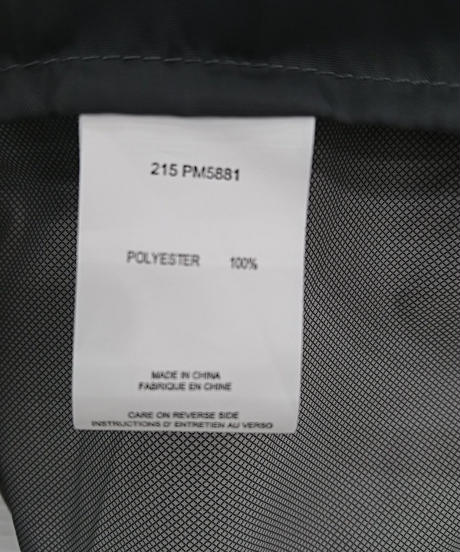 215 PM5881
POLYESTER 100%
MADE IN CHINA
FABRIQUE EN CHINE
CARE ON REVERSE SIDE
INSTRUCTIONS D' ENTRETIEN AU VERSO